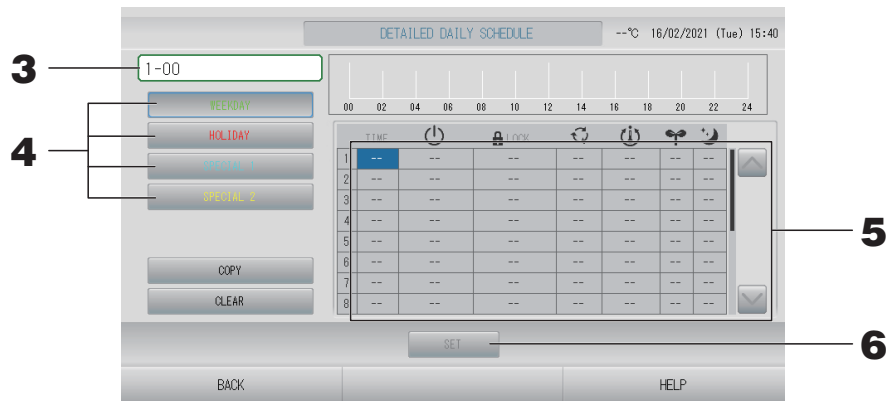 DETAILED DAILY SCHEDULE --℃ 16/02/2021 (Tue) 15:40
3 1-00
00 02 04 06 08 10 12 14 16 18 20 22 24
4 WEEKDAY
HOLIDAY
SPECIAL 1
SPECIAL 2
COPY
CLEAR
TIME LOCK
1 -- -- -- -- -- -- --
2 -- -- -- -- -- -- --
3 -- -- -- -- -- -- --
4 -- -- -- -- -- -- --
5 -- -- -- -- -- -- --
6 -- -- -- -- -- -- --
7 -- -- -- -- -- -- --
8 -- -- -- -- -- -- --
5
SET 6
BACK HELP